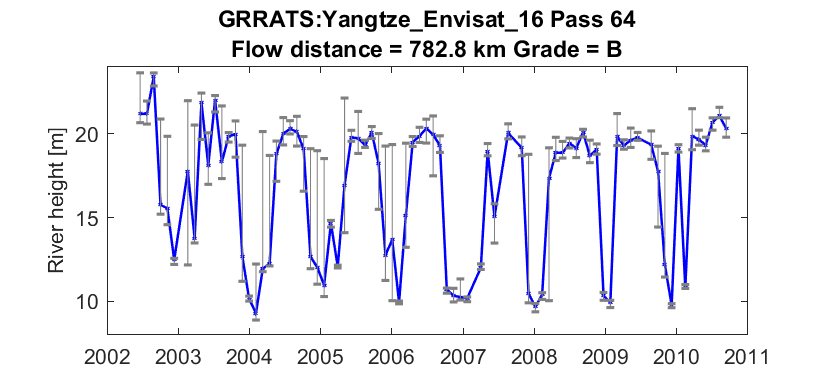 GRRATS:Yangtze_Envisat_16 Pass 64
Flow distance = 782.8 km Grade = B
River height [m]
20
15
10
2002 2003 2004 2005 2006 2007 2008 2009 2010 2011